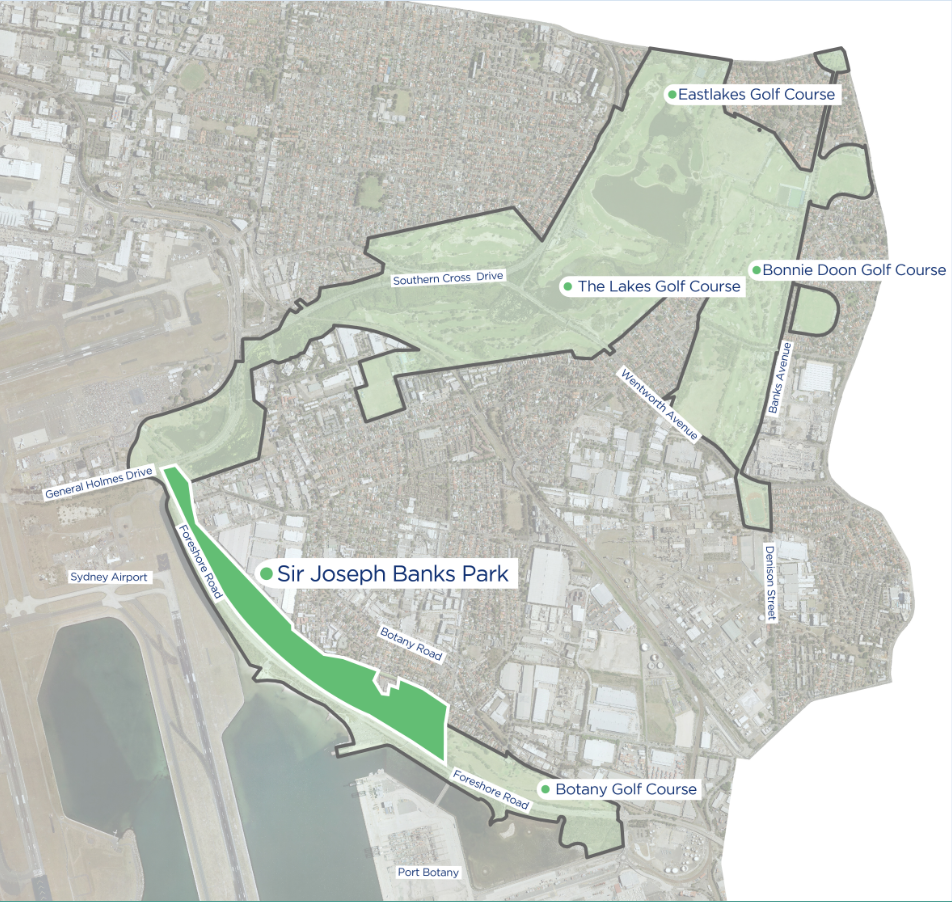 Eastlakes Golf Course
Bonnie Doon Golf Course
Southern Cross Drive
The Lakes Golf Course
Banks Avenue
Wentworth Avenue
General Holmes Drive
Foreshore Road
Sir Joseph Banks Park
Sydney Airport
Denison Street
Botany Road
Foreshore Road
Botany Golf Course
Port Botany